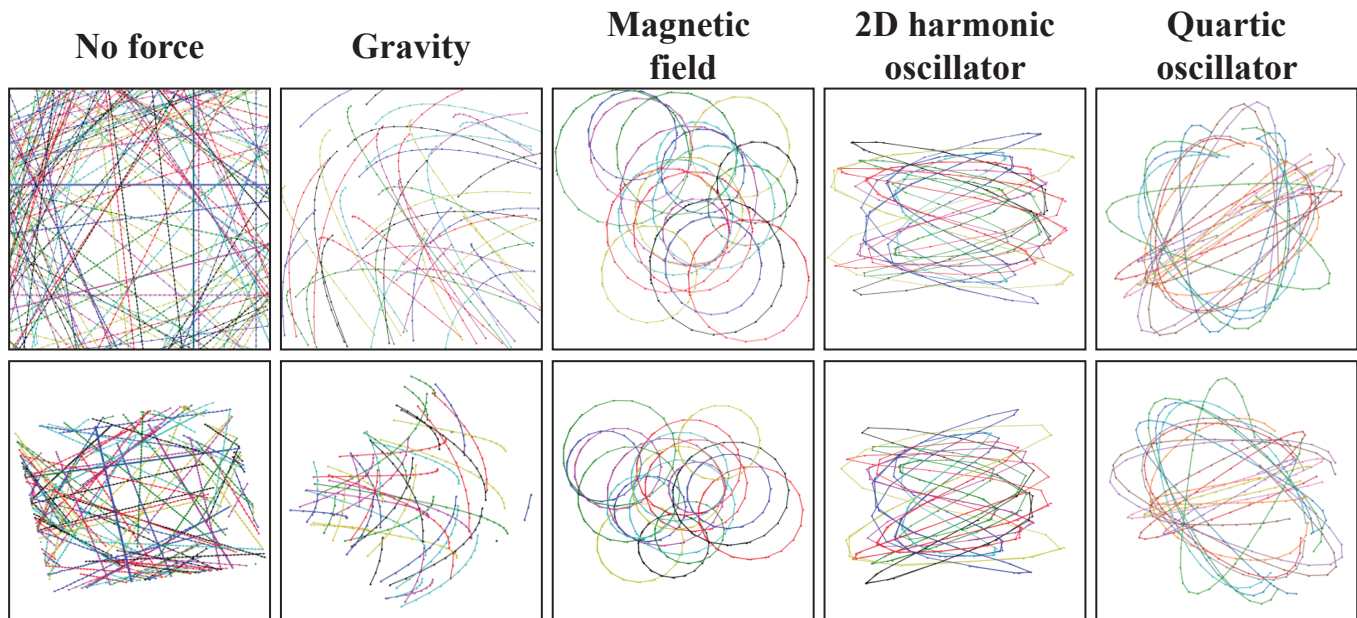 No force
Gravity
Magnetic
field
2D harmonic
oscillator
Quartic
oscillator